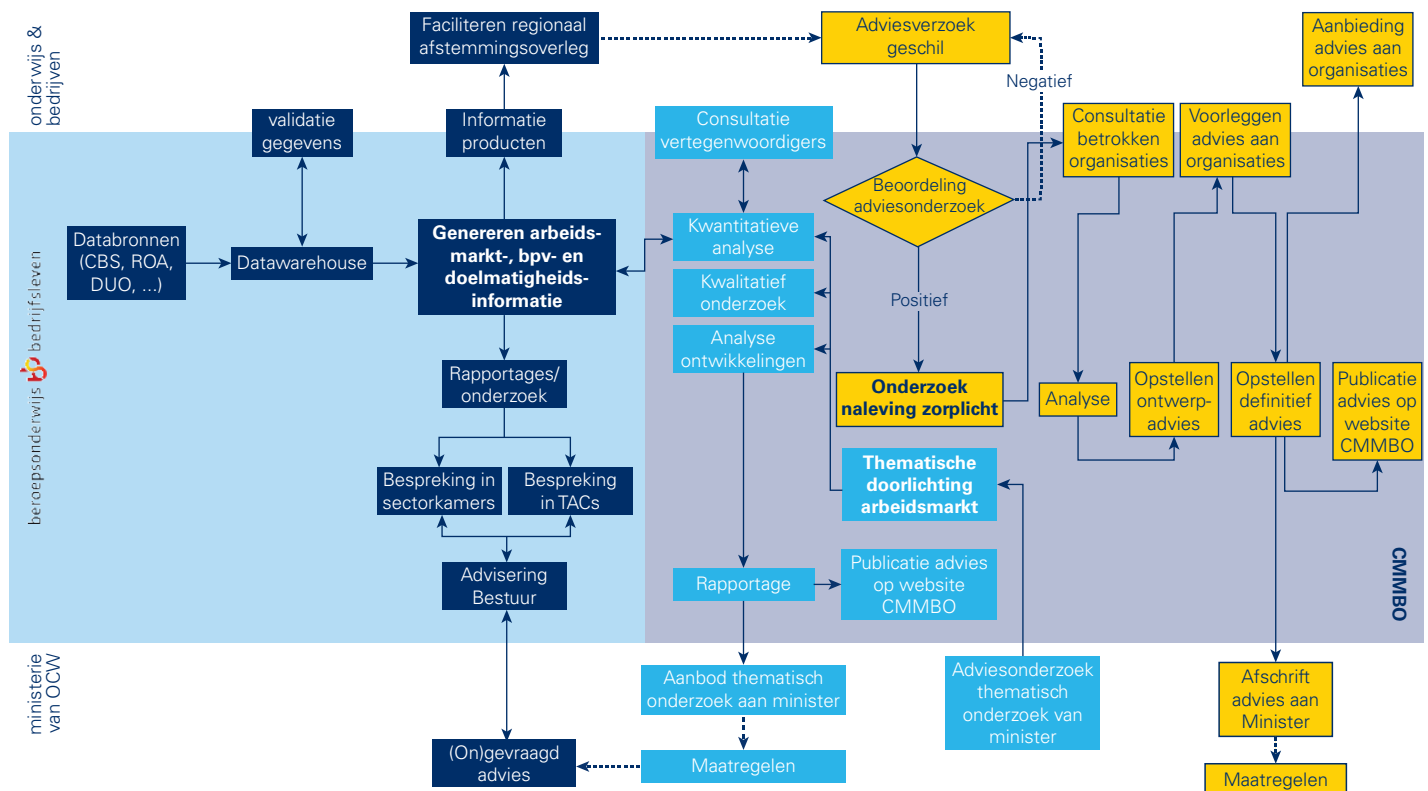 onderwijs &
bedrijven
Faciliteren regionaal
afstemmingsoverleg
Adviesverzoek
geschil
Aanbieding
advies aan
organisaties
Negatief
validatie
gegevens
Informatie
producten
Consultatie
vertegenwoordigers
Consultatie
betrokken
organisaties
Voorleggen
advies aan
organisaties
Beoordeling
adviesonderzoek
beroepsonderwijs bedrijfsleven
Databronnen
(CBS, ROA,
DUO, ...)
Datawarehouse
Genereren arbeids-
markt-, bpv- en
doelmatigheids-
informatie
Kwantitatieve
analyse
Kwalitatief
onderzoek
Analyse
ontwikkelingen
Positief
Rapportages/
onderzoek
Onderzoek
naleving zorplicht
Analyse
Opstellen
ontwerp-
advies
Opstellen
definitief
advies
Publicatie
advies op
website
CMMBO
Bespreking in
sectorkamers
Bespreking
in TACs
Thematische
doorlichting
arbeidsmarkt
Advisering
Bestuur
Rapportage
Publicatie advies
op website
CMMBO
CMMBO
ministerie
van OCW
Aanbod thematisch
onderzoek aan minister
Adviesonderzoek
thematisch
onderzoek van
minister
Afschrift
advies aan
Minister
(On)gevraagd
advies
Maatregelen
Maatregelen